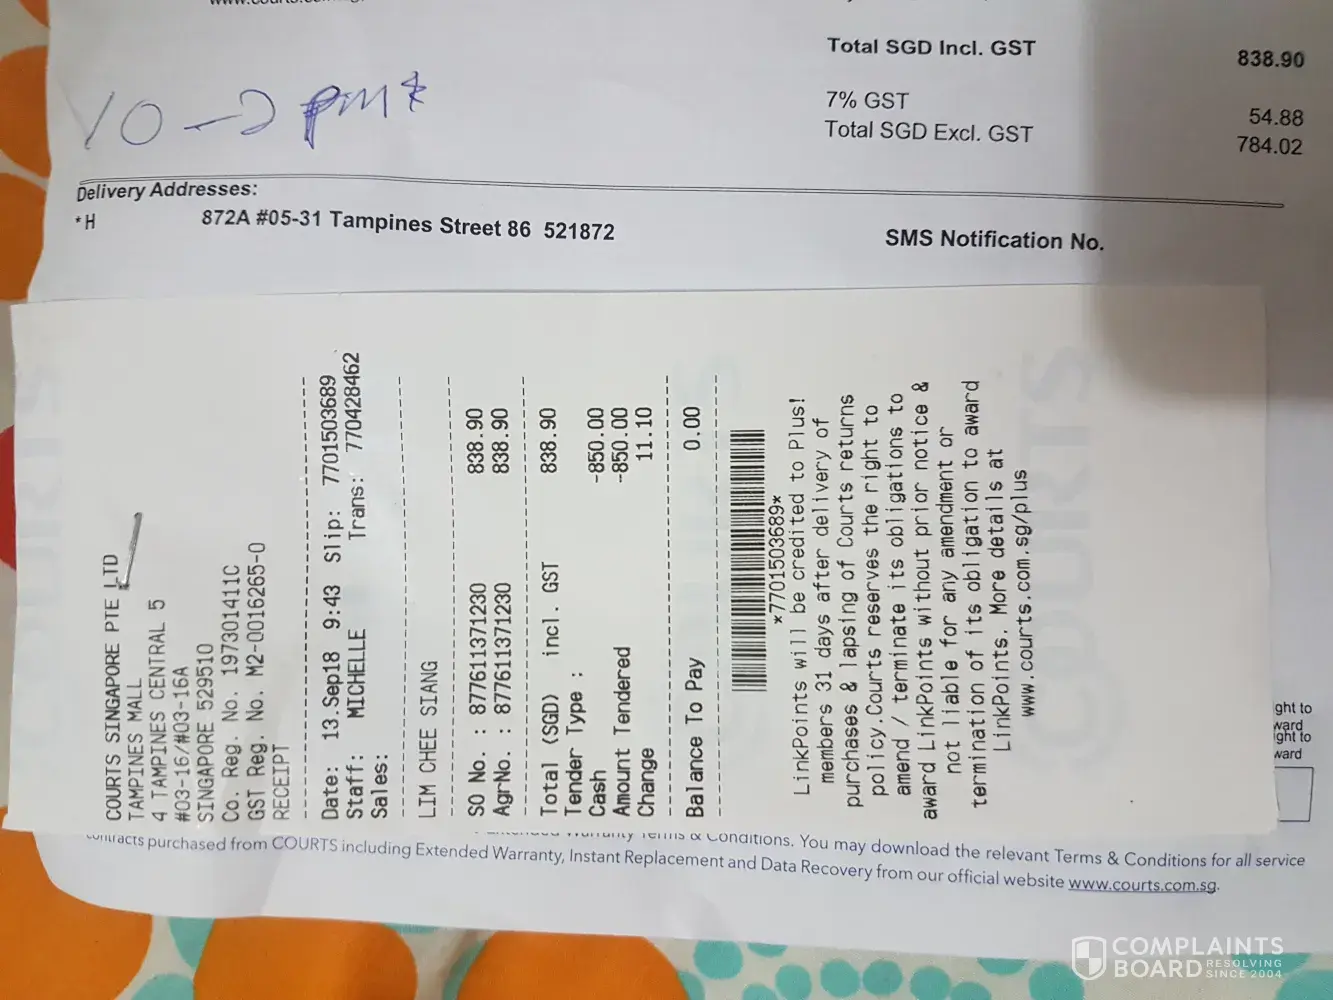 Total SGD Incl. GST 838.90
7% GST 54.88
Total SGD Excl. GST 784.02
10 → 2 pm*
Delivery Addresses:
*H 872A #05-31 Tampines Street 86 521872
SMS Notification No.
COURTS SINGAPORE PTE LTD
TAMPINES MALL
4 TAMPINES CENTRAL 5
#03-16/#03-16A
SINGAPORE 529510
Co. Reg. No. 197301411C
GST Reg. No. M2-0016265-0
RECEIPT
Date: 13.Sep18 9:43 Slip: 7701503689
Staff: MICHELLE Trans: 770428462
Sales:
LIM CHEE SIANG
SO No. : 877611371230 838.90
AgrNo. : 877611371230 838.90
Total (SGD) incl. GST 838.90
Tender Type :
Cash -850.00
Amount Tendered -850.00
Change 11.10
Balance To Pay 0.00
*7701503689*
LinkPoints will be credited to Plus!
members 31 days after delivery of
purchases & lapsing of Courts returns
policy.Courts reserves the right to
amend / terminate its obligations to
award LinkPoints without prior notice &
not liable for any amendment or
termination of its obligation to award
LinkPoints. More details at
www.courts.com.sg/plus
COURTS
ght to
ward
ght to
ward
Extended Warranty Terms & Conditions. You may download the relevant Terms & Conditions for all service
contracts purchased from COURTS including Extended Warranty, Instant Replacement and Data Recovery from our official website www.courts.com.sg.
COMPLAINTS
BOARD RESOLVING
SINCE 2004